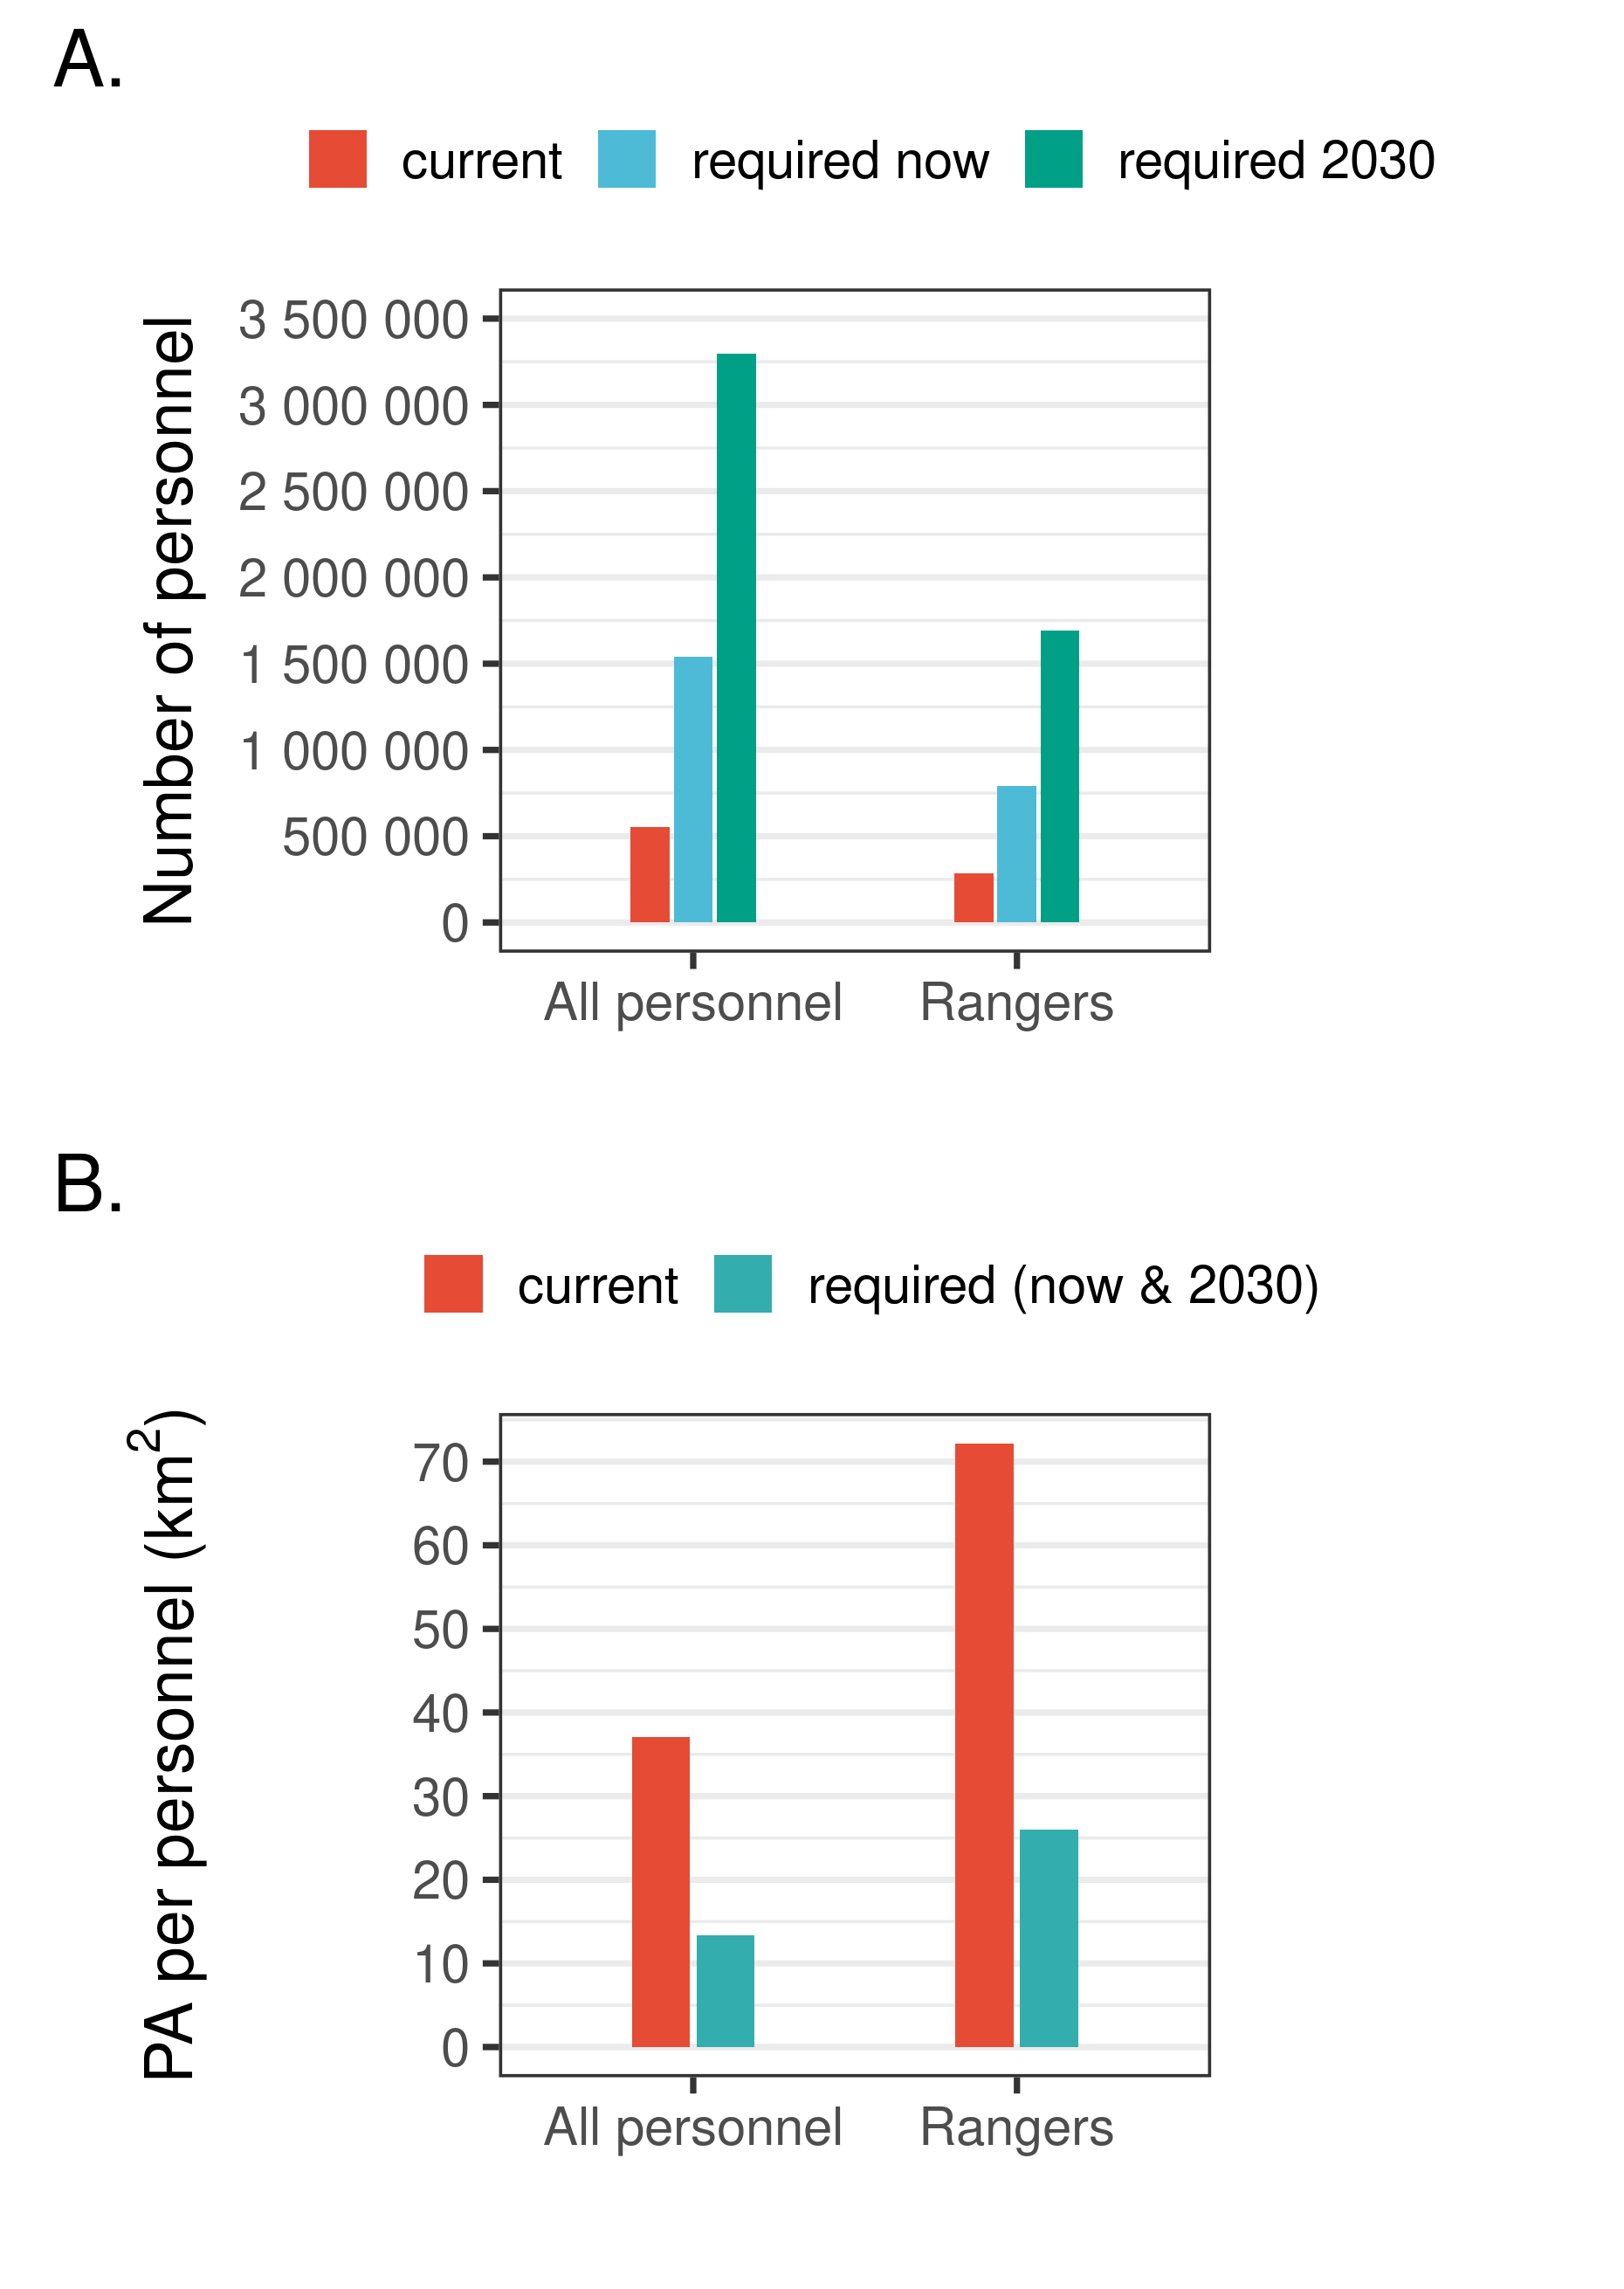 A.
current required now required 2030
Number of personnel
3 500 000
3 000 000
2 500 000
2 000 000
1 500 000
1 000 000
500 000
0
All personnel Rangers
B.
current required (now & 2030)
PA per personnel (km²)
70
60
50
40
30
20
10
0
All personnel Rangers